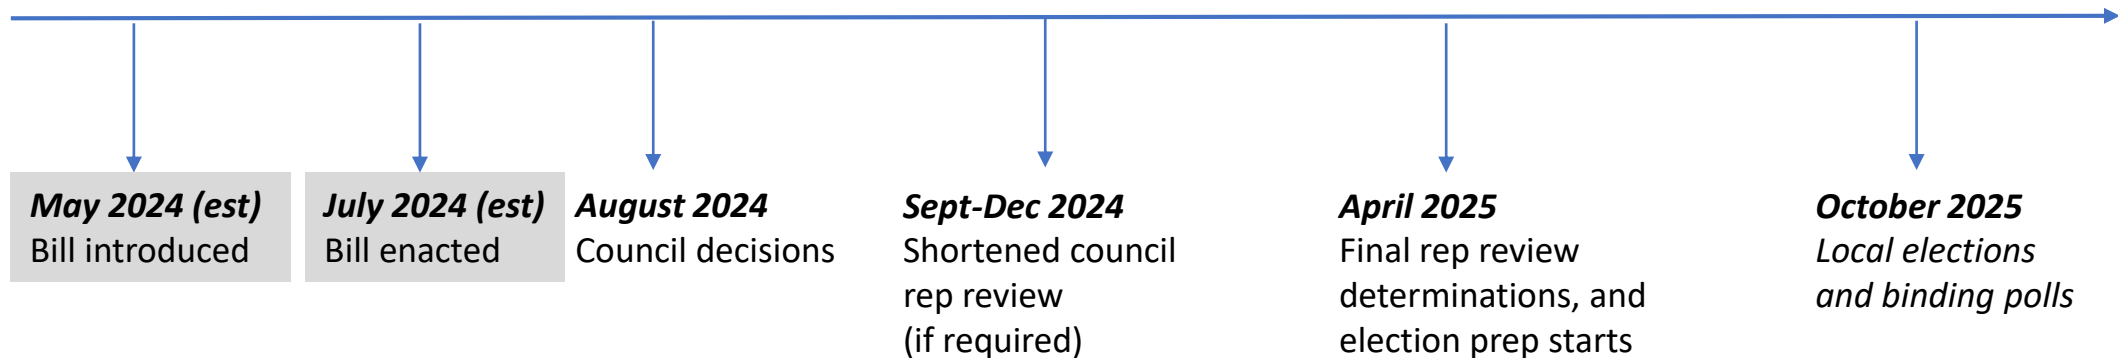 May 2024 (est)
Bill introduced
July 2024 (est)
Bill enacted
August 2024
Council decisions
Sept-Dec 2024
Shortened council
rep review
(if required)
April 2025
Final rep review
determinations, and
election prep starts
October 2025
Local elections
and binding polls